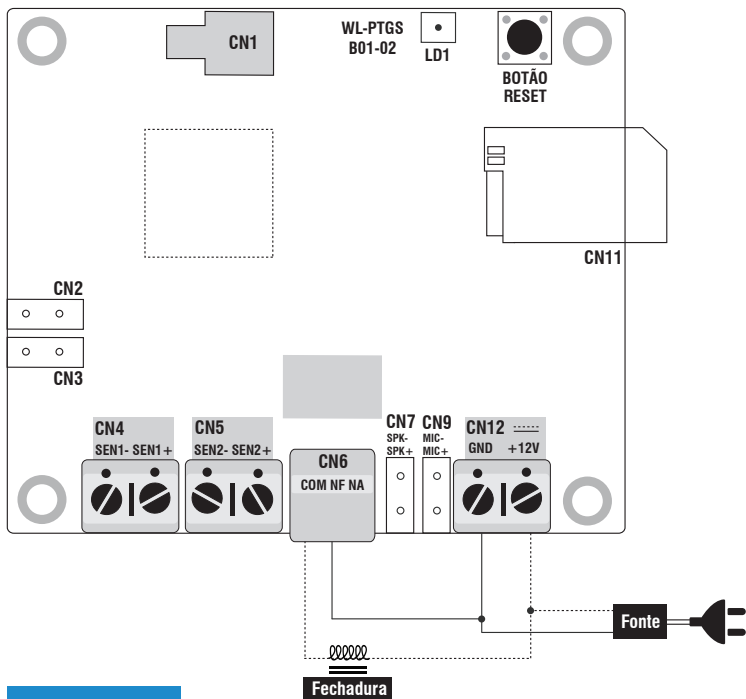 CN1
WL-PTGS
B01-02
LD1
BOTÃO
RESET
CN11
CN2
CN3
CN4
SEN1- SEN1+
CN5
SEN2- SEN2+
CN6
COM NF NA
CN7
SPK-
SPK+
CN9
MIC-
MIC+
CN12
GND +12V
Fonte
Fechadura